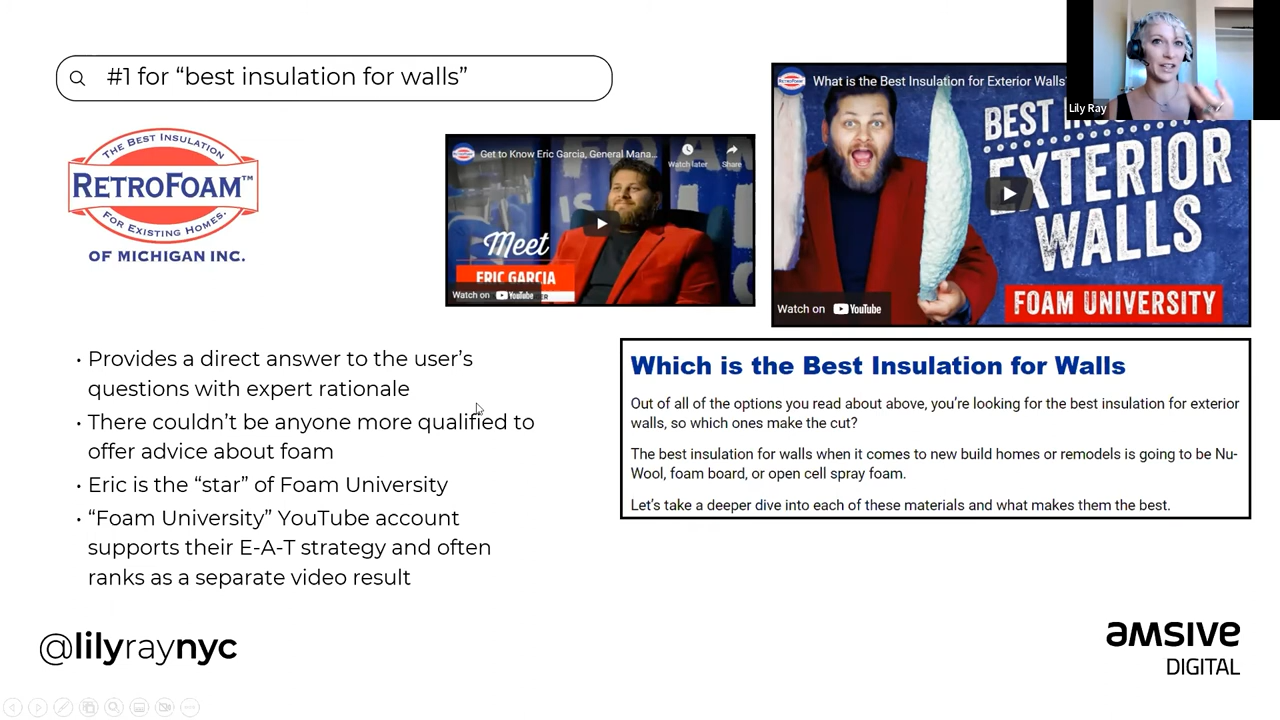 #1 for “best insulation for walls”
Lily Ray
THE BEST INSULATION
RETROFOAM™
FOR EXISTING HOMES.
OF MICHIGAN INC.
Get to Know Eric Garcia, General Mana...
Watch later
Share
Meet
ERIC GARCIA
Watch on YouTube
What is the Best Insulation for Exterior Walls?
BEST
EXTERIOR
WALLS
FOAM UNIVERSITY
Watch on YouTube
• Provides a direct answer to the user’s
questions with expert rationale
• There couldn’t be anyone more qualified to
offer advice about foam
• Eric is the “star” of Foam University
• “Foam University” YouTube account
supports their E-A-T strategy and often
ranks as a separate video result
Which is the Best Insulation for Walls
Out of all of the options you read about above, you’re looking for the best insulation for exterior
walls, so which ones make the cut?
The best insulation for walls when it comes to new build homes or remodels is going to be Nu-
Wool, foam board, or open cell spray foam.
Let’s take a deeper dive into each of these materials and what makes them the best.
@lilyraynyc
amsive
DIGITAL